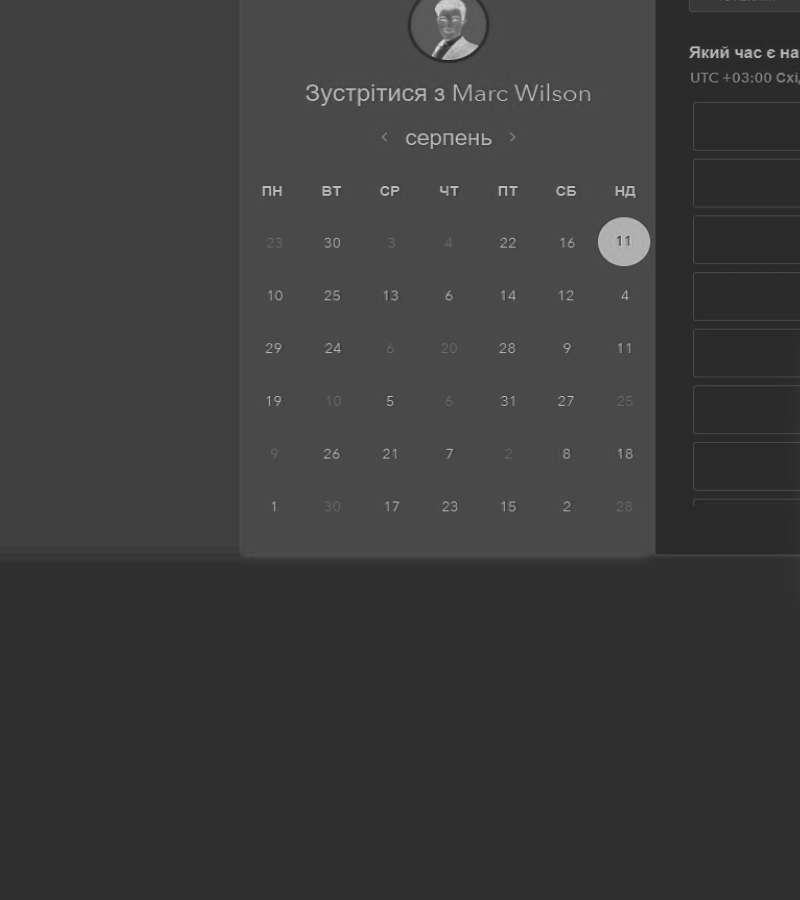 Зустрітися з Marc Wilson
серпень
ПН ВТ СР ЧТ ПТ СБ НД
23 30 3 4 22 16 11
10 25 13 6 14 12 4
29 24 6 20 28 9 11
19 10 5 6 31 27 25
9 26 21 7 2 8 18
1 30 17 23 15 2 28
Який час є на
UTC +03:00 Схі